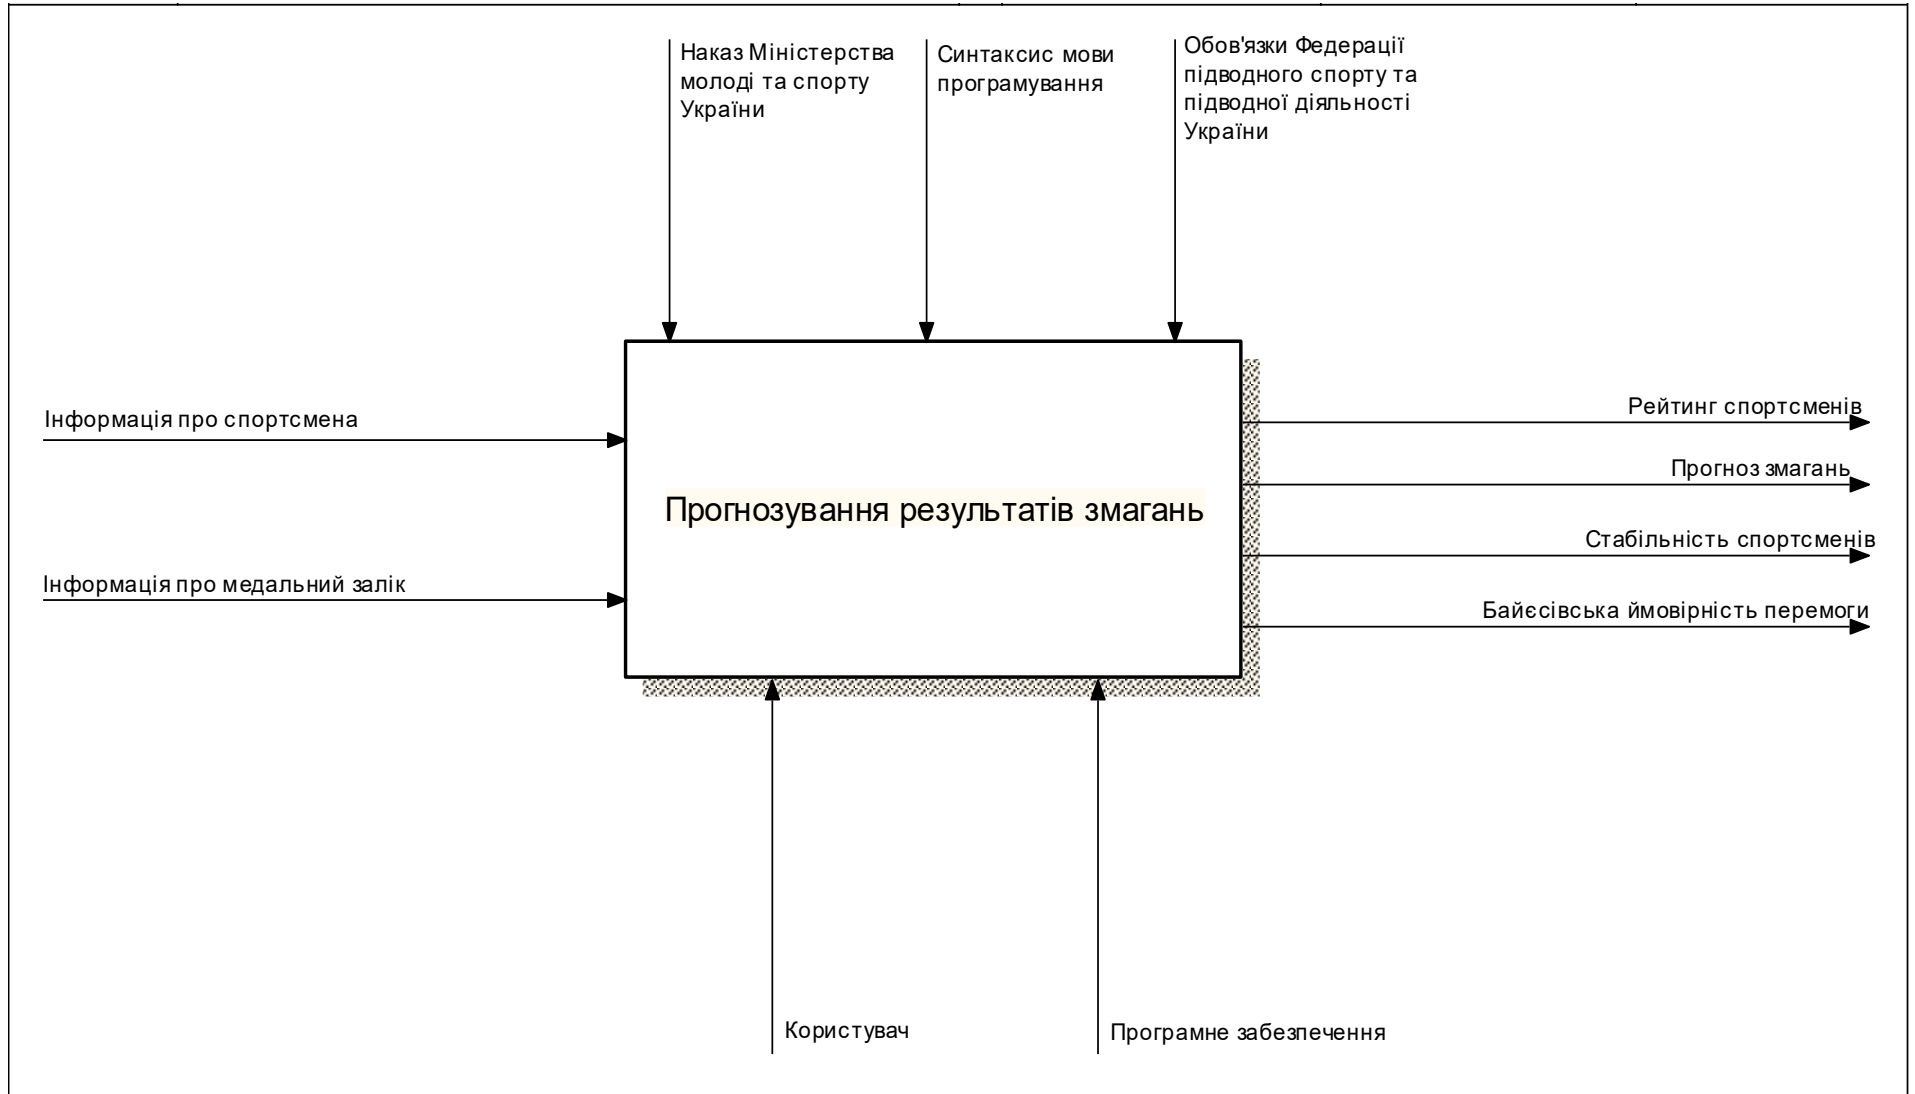 Наказ Міністерства
молоді та спорту
України
Синтаксис мови
програмування
Обов'язки Федерації
підводного спорту та
підводної діяльності
України
Інформація про спортсмена
Інформація про медальний залік
Прогнозування результатів змагань
Рейтинг спортсменів
Прогноз змагань
Стабільність спортсменів
Байєсівська ймовірність перемоги
Користувач
Програмне забезпечення